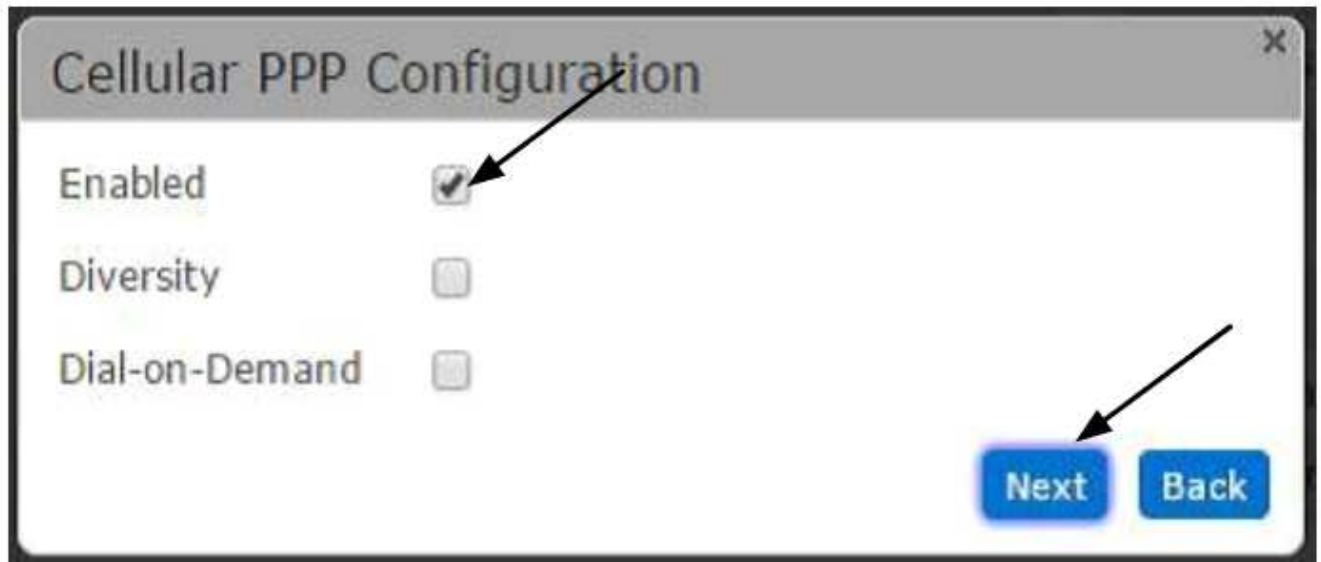 Cellular PPP Configuration
Enabled
Diversity
Dial-on-Demand
Next Back